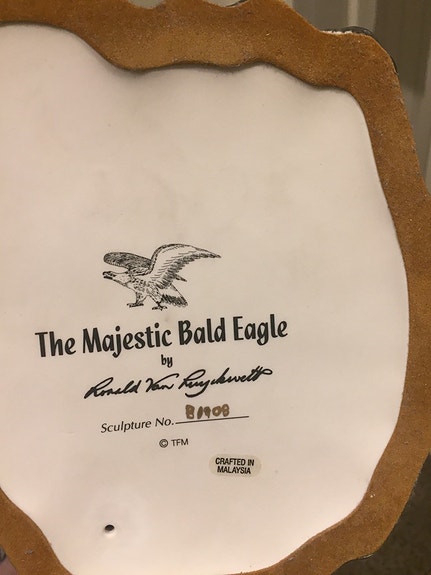 The Majestic Bald Eagle
by
Ronald Van Ruyckevelt
Sculpture No. B1908
© TFM
CRAFTED IN
MALAYSIA